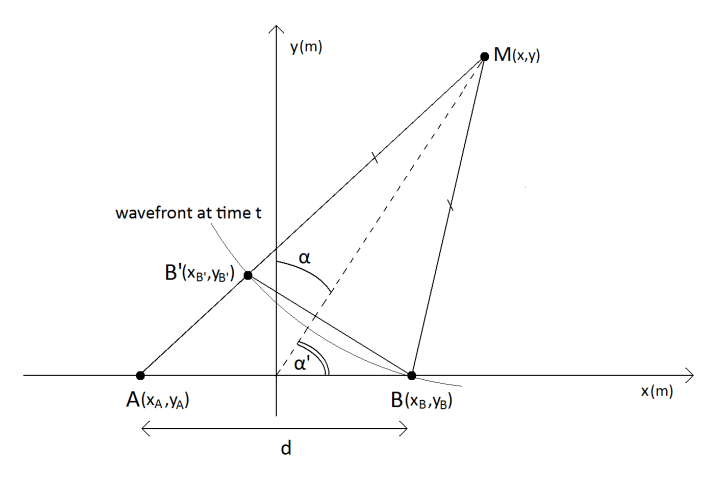 y(m)
M(x,y)
wavefront at time t
α
B'(xB',yB')
α'
x(m)
A(xA,yA)
B(xB,yB)
d